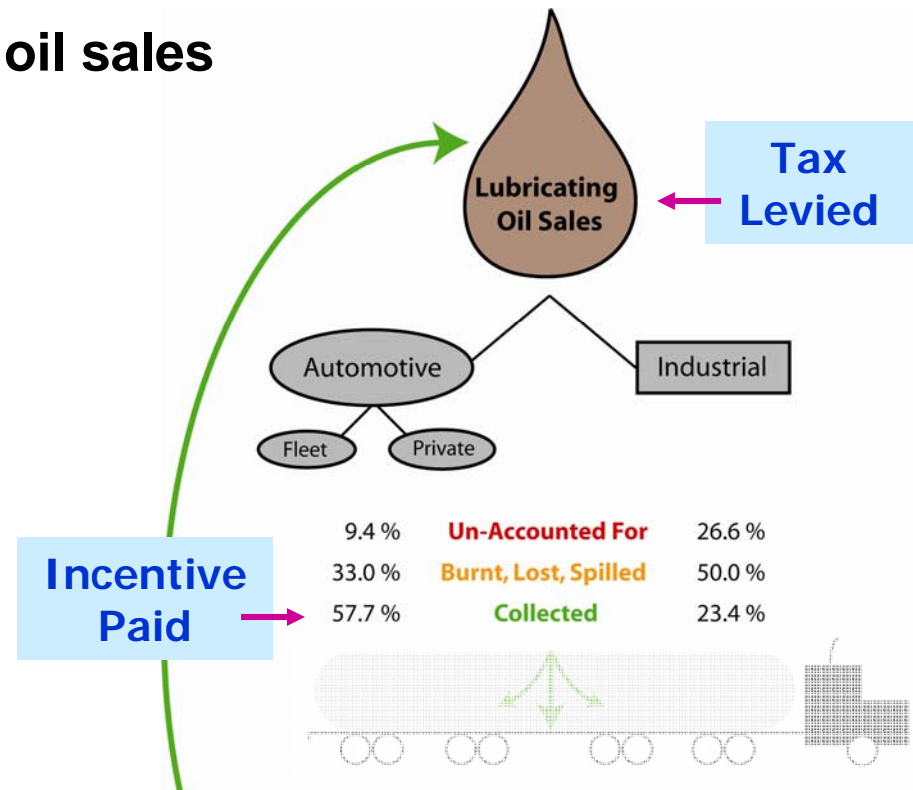 oil sales
Lubricating
Oil Sales
Tax
Levied
Automotive
Industrial
Fleet
Private
9.4 % Un-Accounted For 26.6 %
33.0 % Burnt, Lost, Spilled 50.0 %
57.7 % Collected 23.4 %
Incentive
Paid